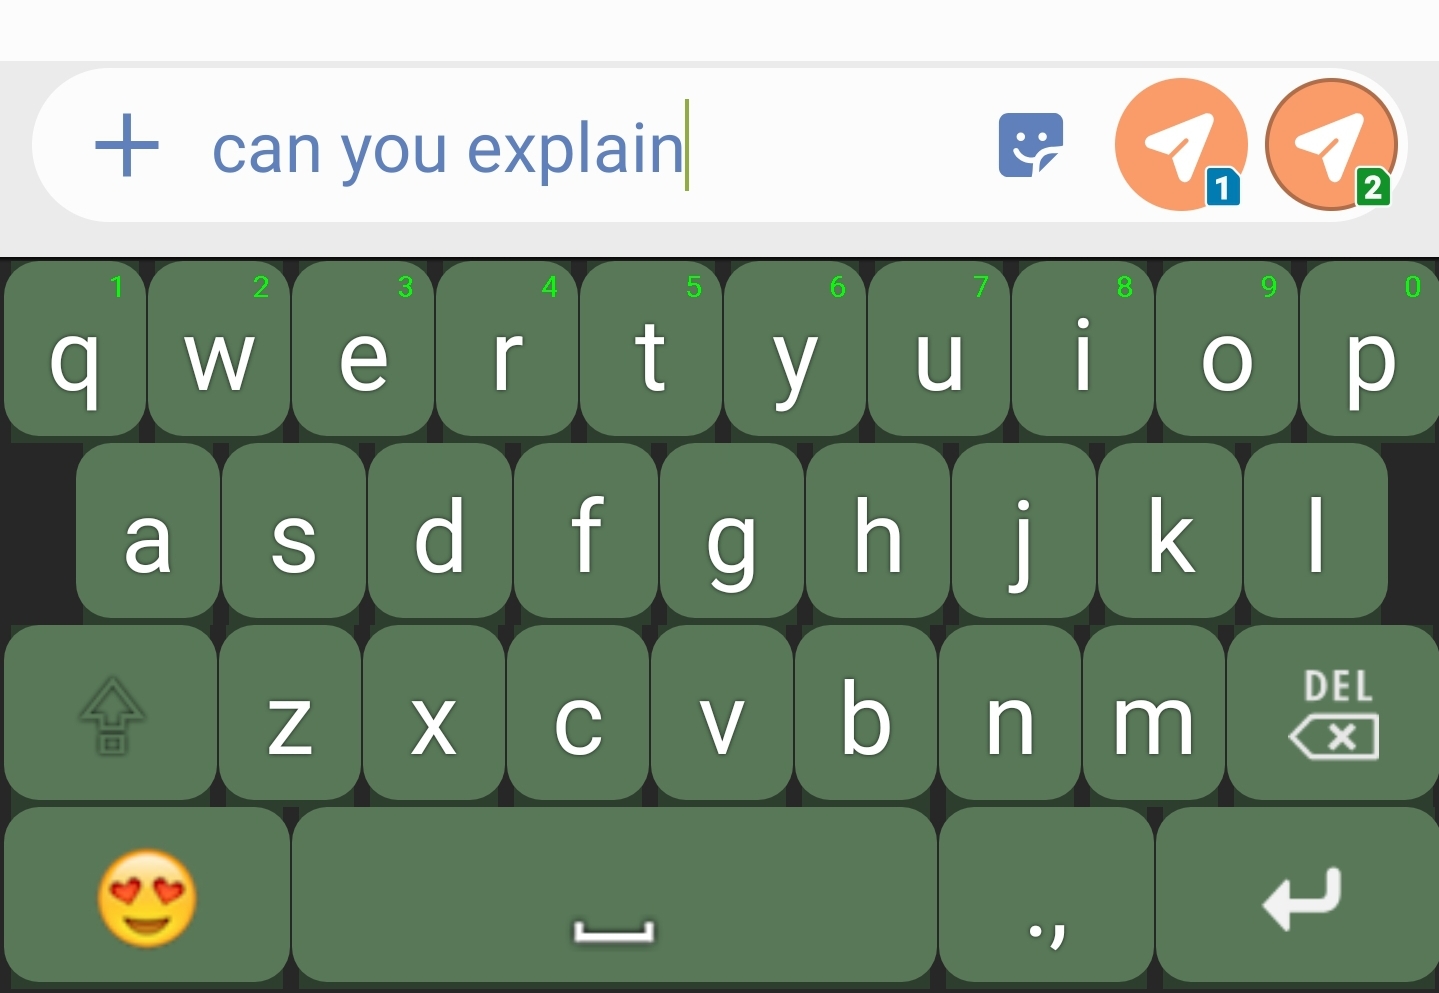 can you explain
1 2
1 2 3 4 5 6 7 8 9 0
q w e r t y u i o p
a s d f g h j k l
z x c v b n m DEL
.,